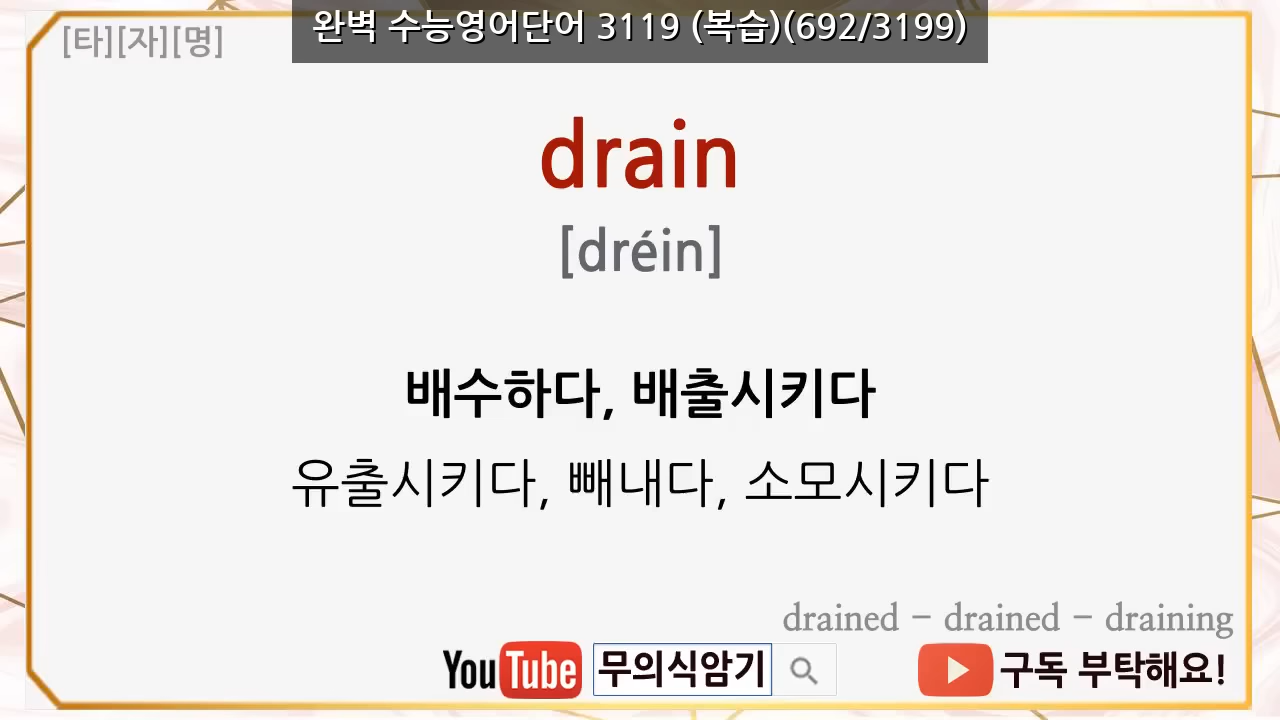 완벽 수능영어단어 3119 (복습)(692/3199)
[타][자][명]
drain
[dréin]
배수하다, 배출시키다
유출시키다, 빼내다, 소모시키다
drained - drained - draining
YouTube 무의식암기 구독 부탁해요!